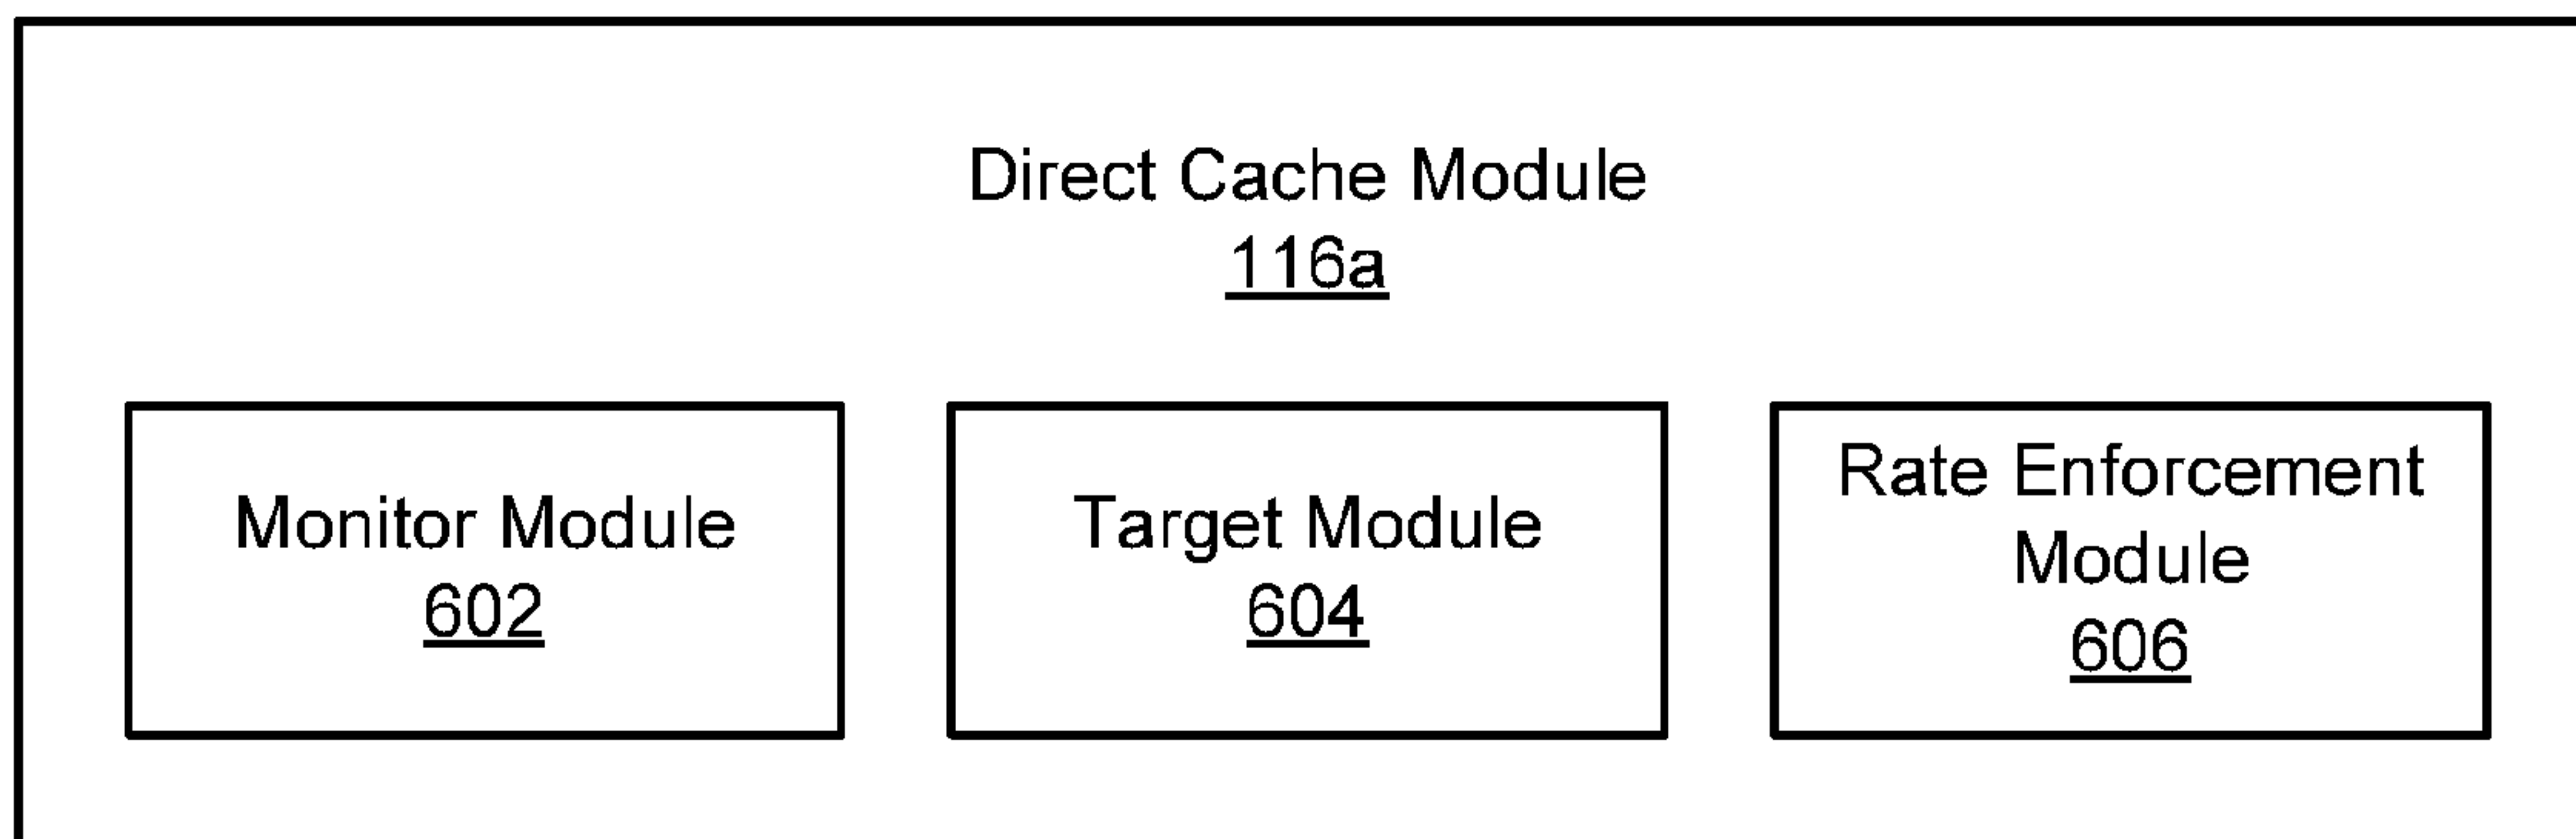 Direct Cache Module
116a
Monitor Module
602
Target Module
604
Rate Enforcement
Module
606